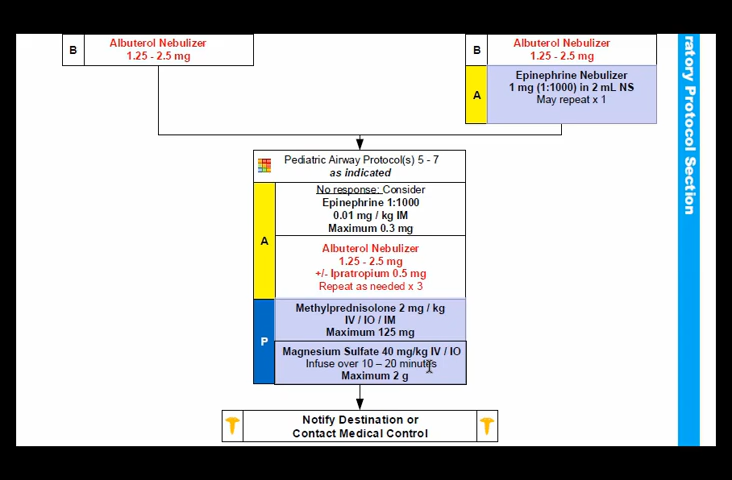 B
Albuterol Nebulizer
1.25 - 2.5 mg
B
Albuterol Nebulizer
1.25 - 2.5 mg
A
Epinephrine Nebulizer
1 mg (1:1000) in 2 mL NS
May repeat x 1
Pediatric Airway Protocol(s) 5 - 7
as indicated
A
No response: Consider
Epinephrine 1:1000
0.01 mg / kg IM
Maximum 0.3 mg
Albuterol Nebulizer
1.25 - 2.5 mg
+/- Ipratropium 0.5 mg
Repeat as needed x 3
P
Methylprednisolone 2 mg / kg
IV / IO / IM
Maximum 125 mg
Magnesium Sulfate 40 mg/kg IV / IO
Infuse over 10 – 20 minutes
Maximum 2 g
Notify Destination or
Contact Medical Control
ratory Protocol Section